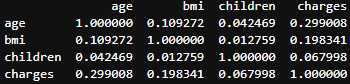 age bmi children charges
age 1.000000 0.109272 0.042469 0.299008
bmi 0.109272 1.000000 0.012759 0.198341
children 0.042469 0.012759 1.000000 0.067998
charges 0.299008 0.198341 0.067998 1.000000